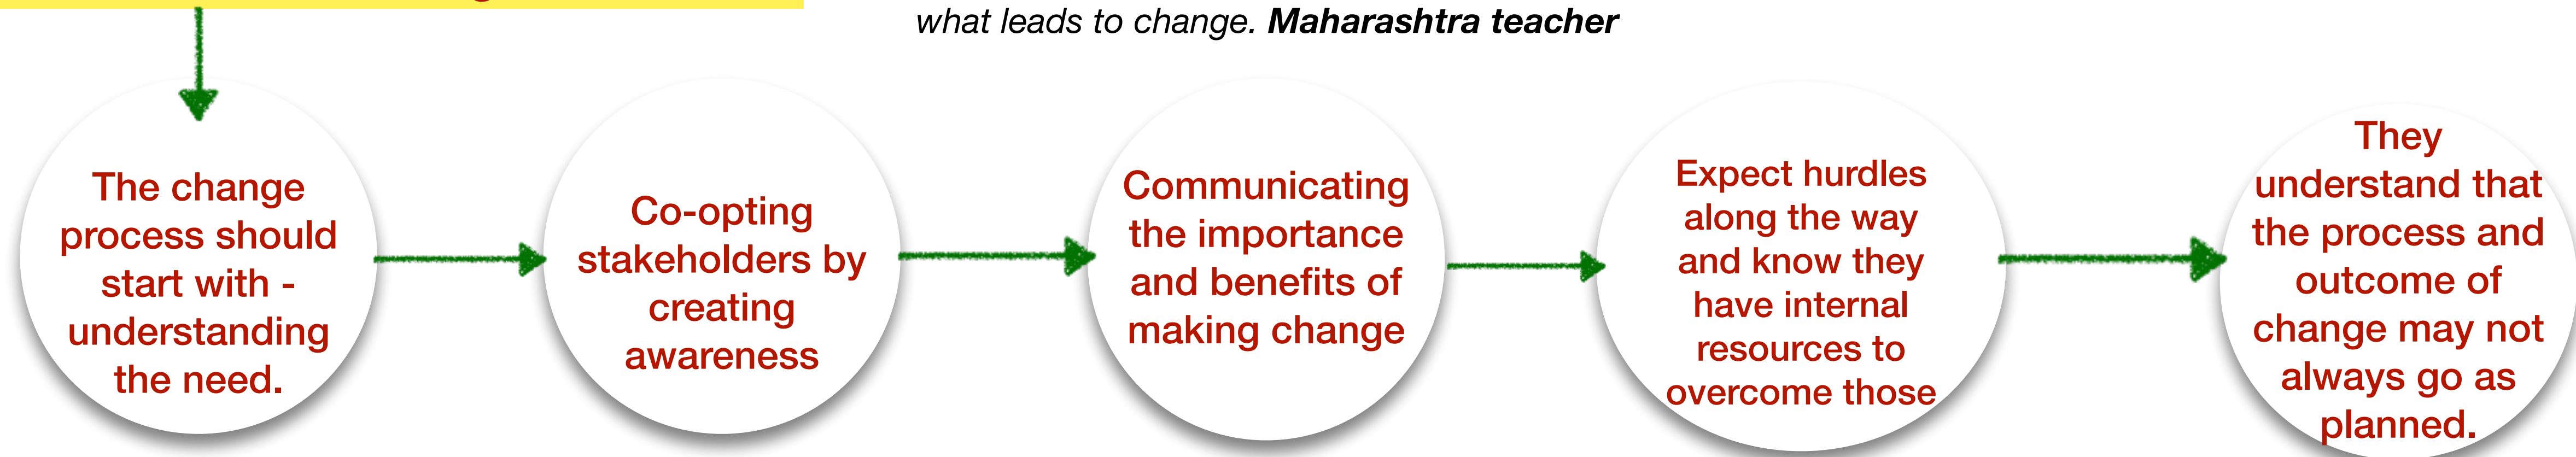 what leads to change. Maharashtra teacher
The change
process should
start with -
understanding
the need.
Co-opting
stakeholders by
creating
awareness
Communicating
the importance
and benefits of
making change
Expect hurdles
along the way
and know they
have internal
resources to
overcome those
They
understand that
the process and
outcome of
change may not
always go as
planned.